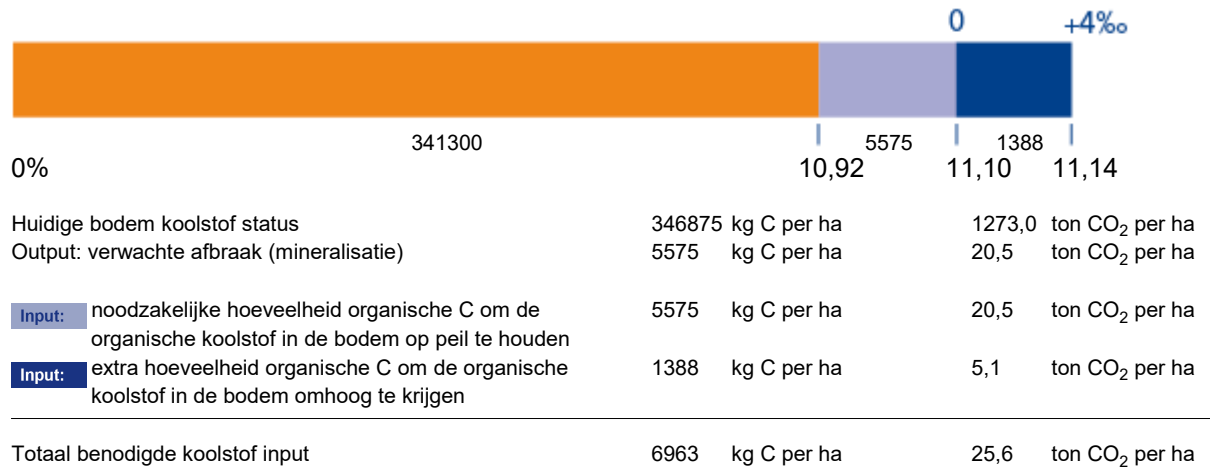 0 +4‰
341300 5575 1388
0% 10,92 11,10 11,14
Huidige bodem koolstof status 346875 kg C per ha 1273,0 ton CO₂ per ha
Output: verwachte afbraak (mineralisatie) 5575 kg C per ha 20,5 ton CO₂ per ha
Input: noodzakelijke hoeveelheid organische C om de 5575 kg C per ha 20,5 ton CO₂ per ha
organische koolstof in de bodem op peil te houden
Input: extra hoeveelheid organische C om de organische 1388 kg C per ha 5,1 ton CO₂ per ha
koolstof in de bodem omhoog te krijgen
Totaal benodigde koolstof input 6963 kg C per ha 25,6 ton CO₂ per ha